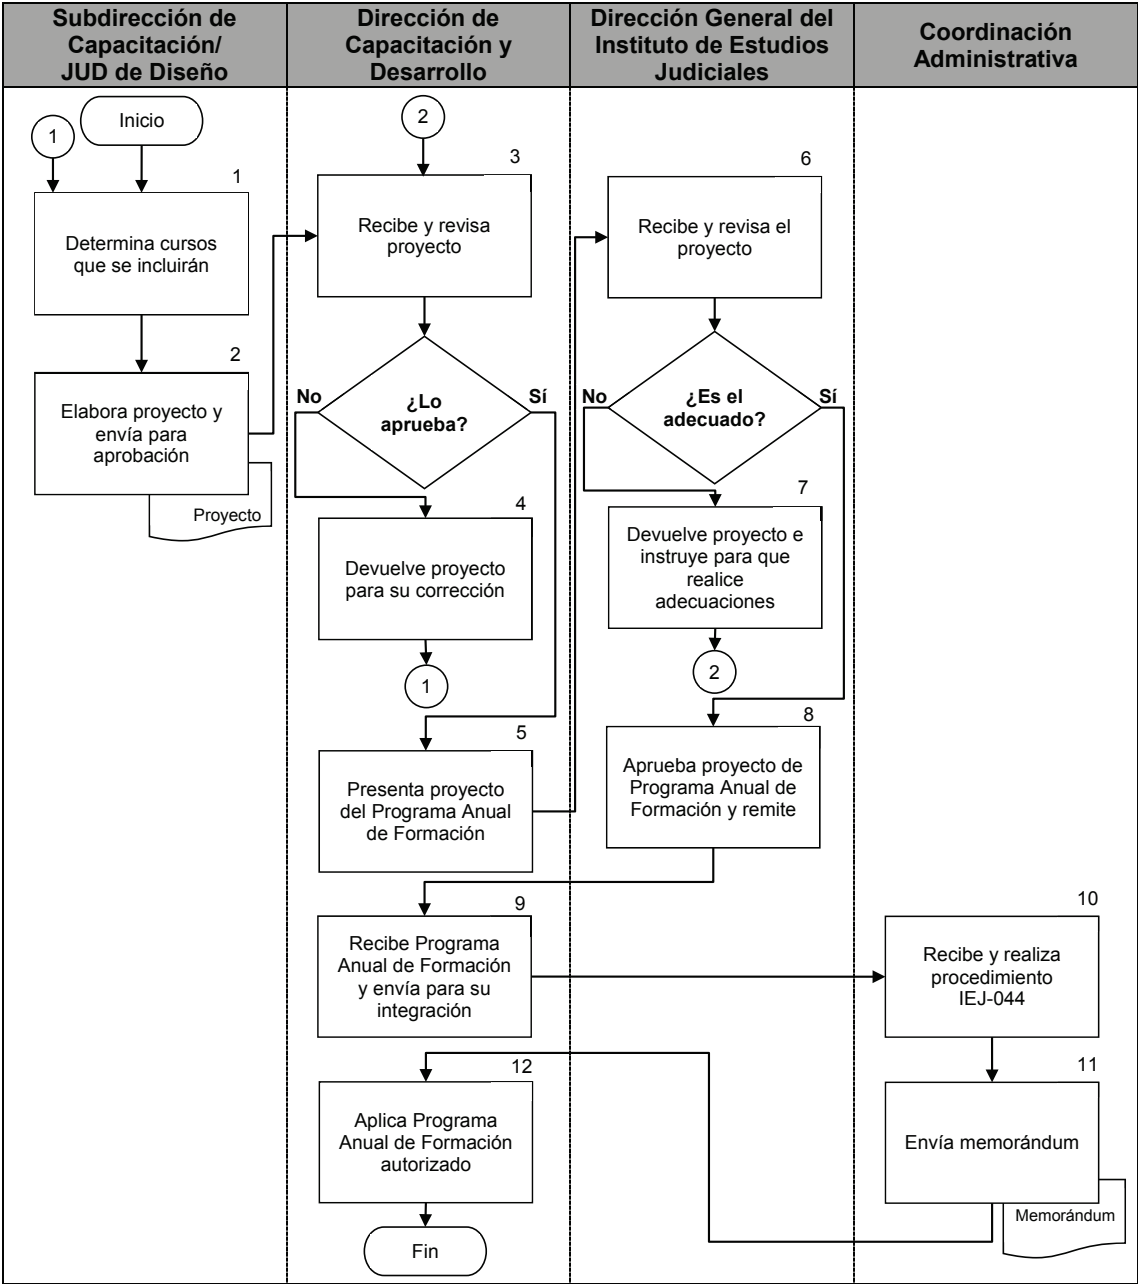 Subdirección de
Capacitación/
JUD de Diseño
Dirección de
Capacitación y
Desarrollo
Dirección General del
Instituto de Estudios
Judiciales
Coordinación
Administrativa
1
Inicio
1
Determina cursos
que se incluirán
2
Elabora proyecto y
envía para
aprobación
Proyecto
2
3
Recibe y revisa
proyecto
No
¿Lo
aprueba?
Sí
4
Devuelve proyecto
para su corrección
1
5
Presenta proyecto
del Programa Anual
de Formación
6
Recibe y revisa el
proyecto
No
¿Es el
adecuado?
Sí
7
Devuelve proyecto e
instruye para que
realice
adecuaciones
2
8
Aprueba proyecto de
Programa Anual de
Formación y remite
9
Recibe Programa
Anual de Formación
y envía para su
integración
10
Recibe y realiza
procedimiento
IEJ-044
11
Envía memorándum
Memorándum
12
Aplica Programa
Anual de Formación
autorizado
Fin